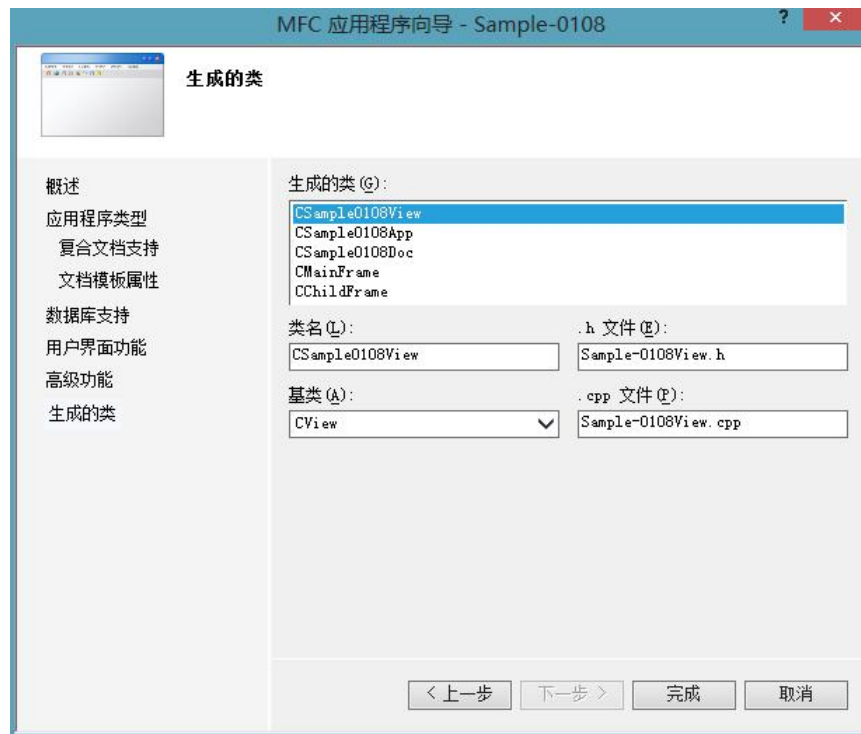 MFC 应用程序向导 - Sample-0108
?
×
生成的类
概述
应用程序类型
复合文档支持
文档模板属性
数据库支持
用户界面功能
高级功能
生成的类
生成的类(G):
CSample0108View
CSample0108App
CSample0108Doc
CMainFrame
CChildFrame
类名(L):
.h 文件(E):
CSample0108View
Sample-0108View.h
基类(A):
.cpp 文件(P):
CView
Sample-0108View.cpp
< 上一步
下一步 >
完成
取消